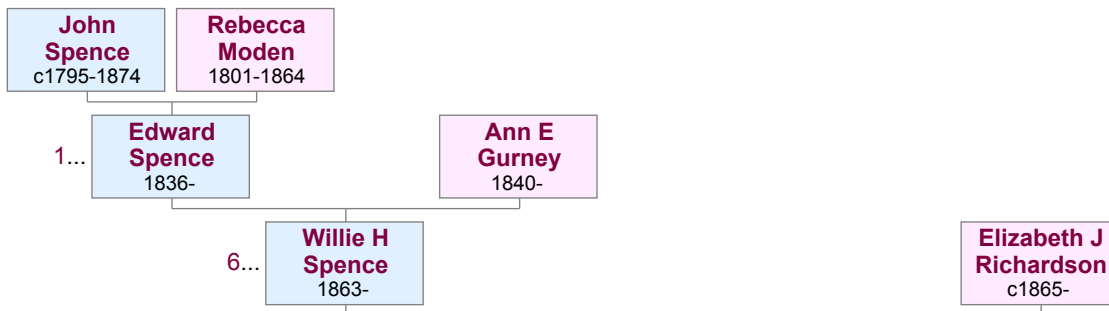 John
Spence
c1795-1874
Rebecca
Moden
1801-1864
1...
Edward
Spence
1836-
Ann E
Gurney
1840-
6...
Willie H
Spence
1863-
Elizabeth J
Richardson
c1865-